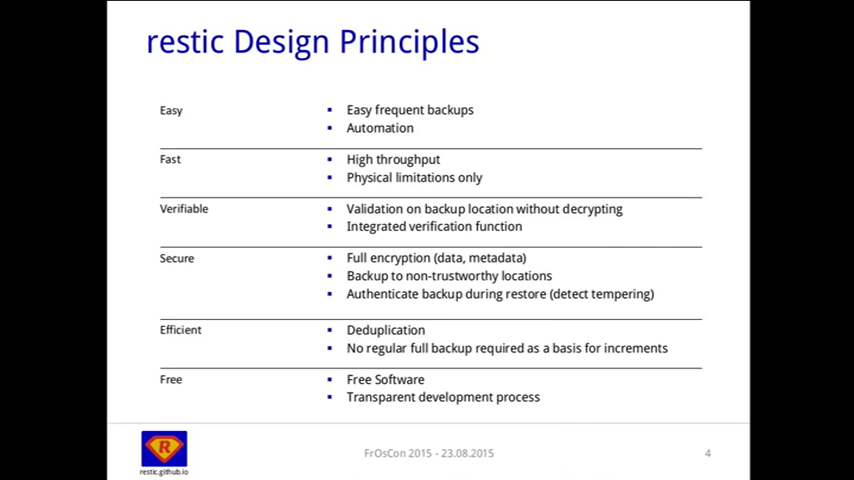 restic Design Principles
Easy
Easy frequent backups
Automation
Fast
High throughput
Physical limitations only
Verifiable
Validation on backup location without decrypting
Integrated verification function
Secure
Full encryption (data, metadata)
Backup to non-trustworthy locations
Authenticate backup during restore (detect tempering)
Efficient
Deduplication
No regular full backup required as a basis for increments
Free
Free Software
Transparent development process
R
restic.github.io
FrOsCon 2015 - 23.08.2015
4